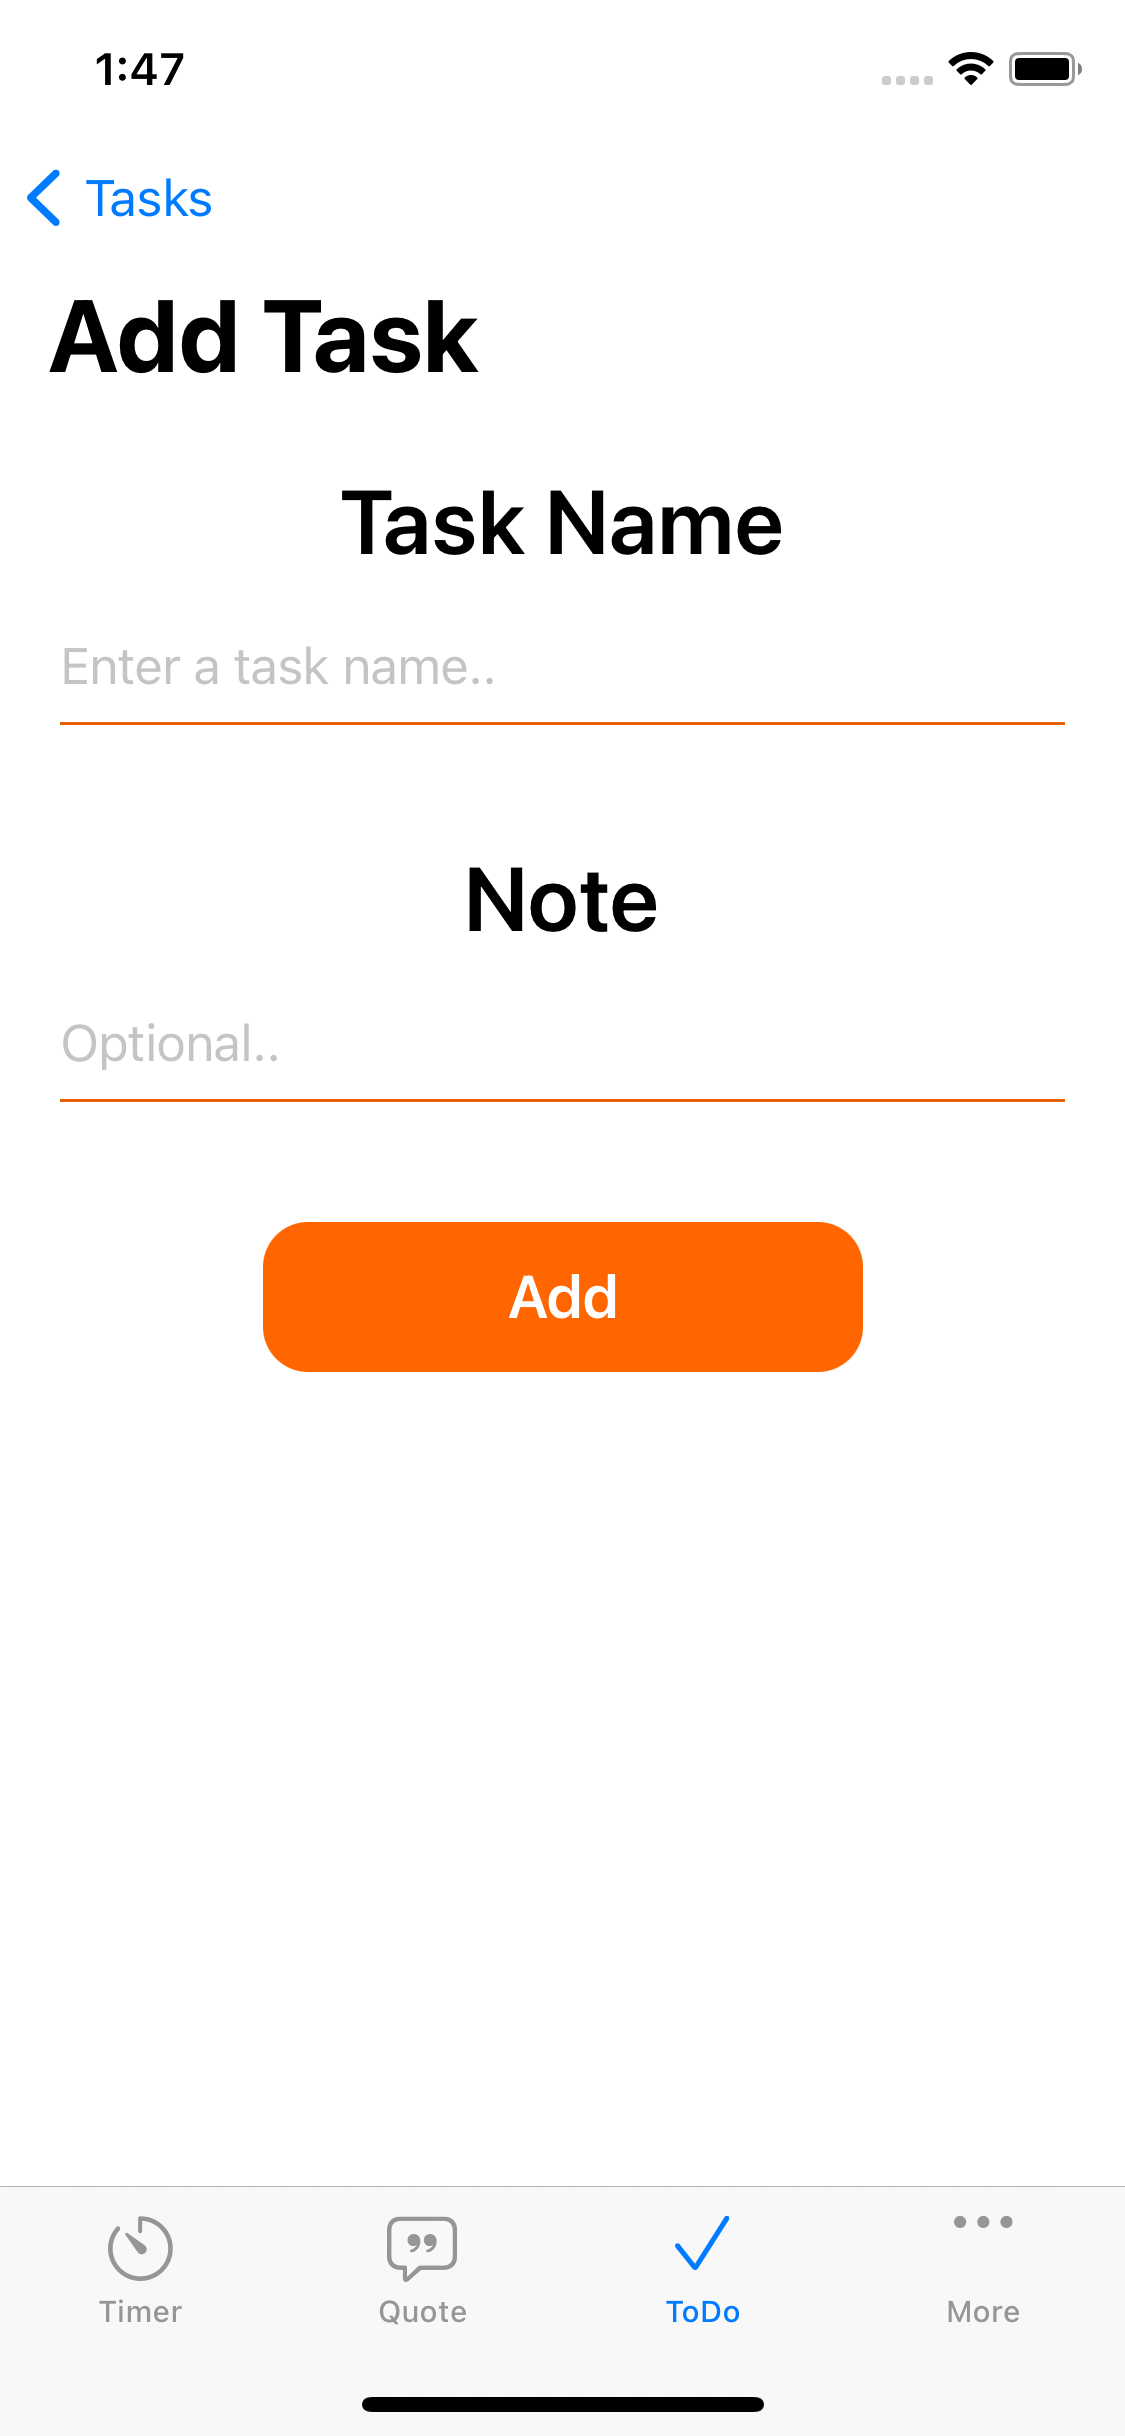 1:47
Tasks
Add Task
Task Name
Enter a task name..
Note
Optional..
Add
Timer
Quote
ToDo
More